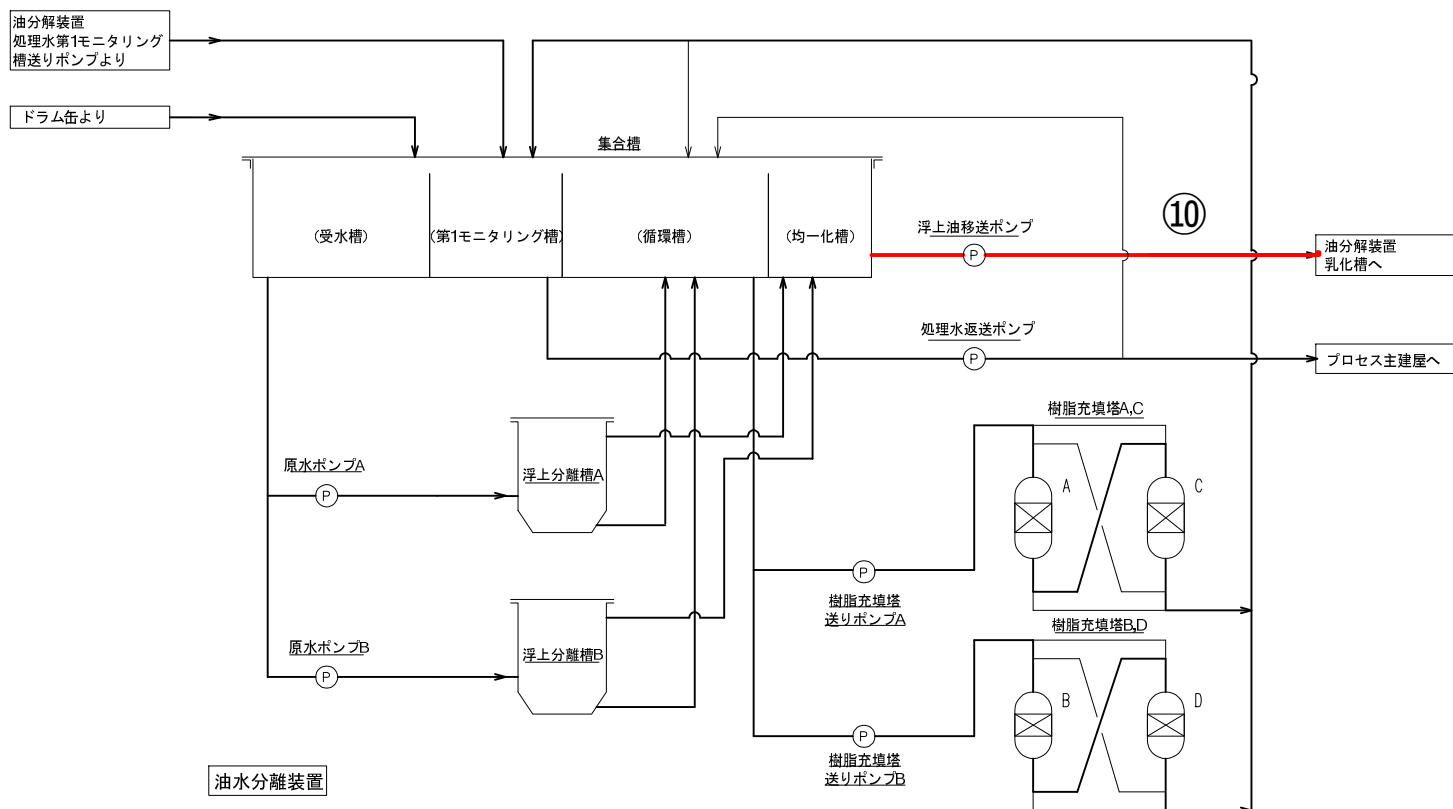 油分解装置
処理水第1モニタリング
槽送りポンプより
ドラム缶より
集合槽
(受水槽)
(第1モニタリング槽)
(循環槽)
(均一化槽)
浮上油移送ポンプ
P
⑩
油分解装置
乳化槽へ
処理水返送ポンプ
P
プロセス主建屋へ
原水ポンプA
P
浮上分離槽A
樹脂充填塔A,C
A
C
P
樹脂充填塔
送りポンプA
原水ポンプB
P
浮上分離槽B
樹脂充填塔B,D
B
D
P
樹脂充填塔
送りポンプB
油水分離装置